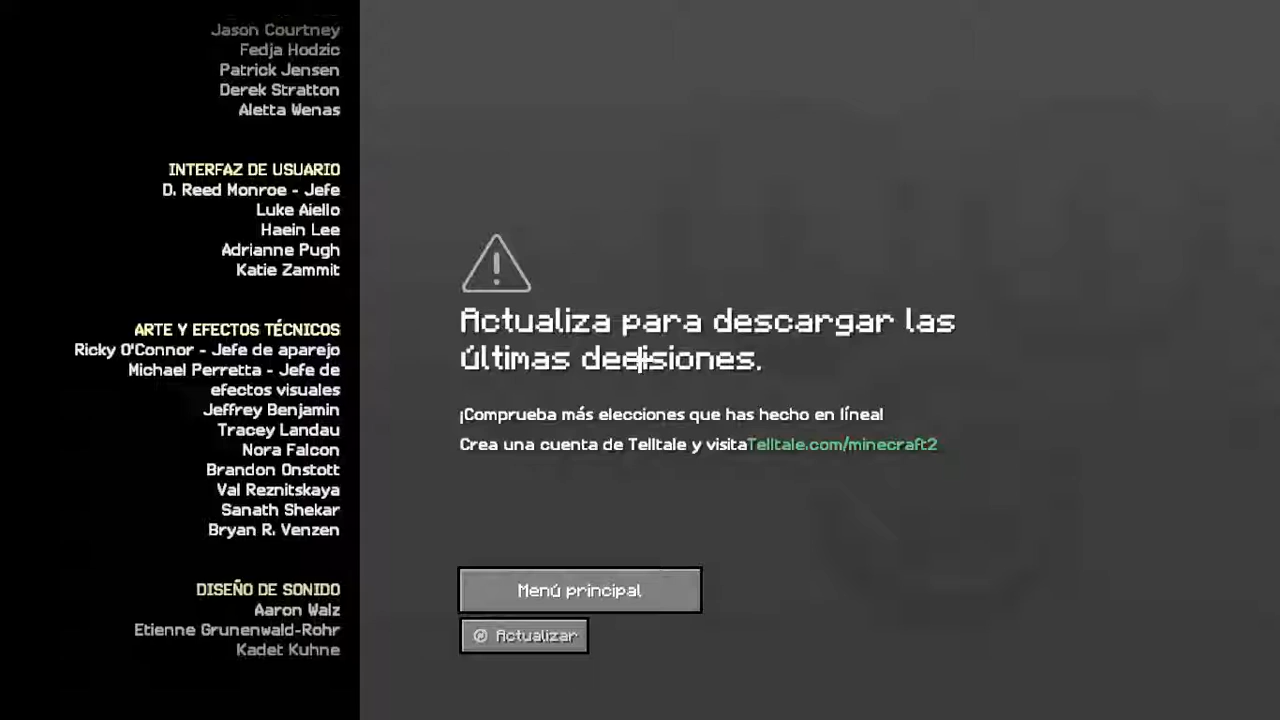 Jason Courtney
Fedja Hodzic
Patrick Jensen
Derek Stratton
Aletta Wenas
INTERFAZ DE USUARIO
D. Reed Monroe - Jefe
Luke Aiello
Haein Lee
Adrianne Pugh
Katie Zammit
ARTE Y EFECTOS TÉCNICOS
Ricky O'Connor - Jefe de aparejo
Michael Perretta - Jefe de
efectos visuales
Jeffrey Benjamin
Tracey Landau
Nora Falcon
Brandon Onstott
Val Reznitskaya
Sanath Shekar
Bryan R. Venzen
DISEÑO DE SONIDO
Aaron Walz
Etienne Grunenwald-Rohr
Kadet Kuhne
Actualiza para descargar las
últimas decisiones.
¡Comprueba más elecciones que has hecho en línea!
Crea una cuenta de Telltale y visitaTelltale.com/minecraft2
Menú principal
Actualizar